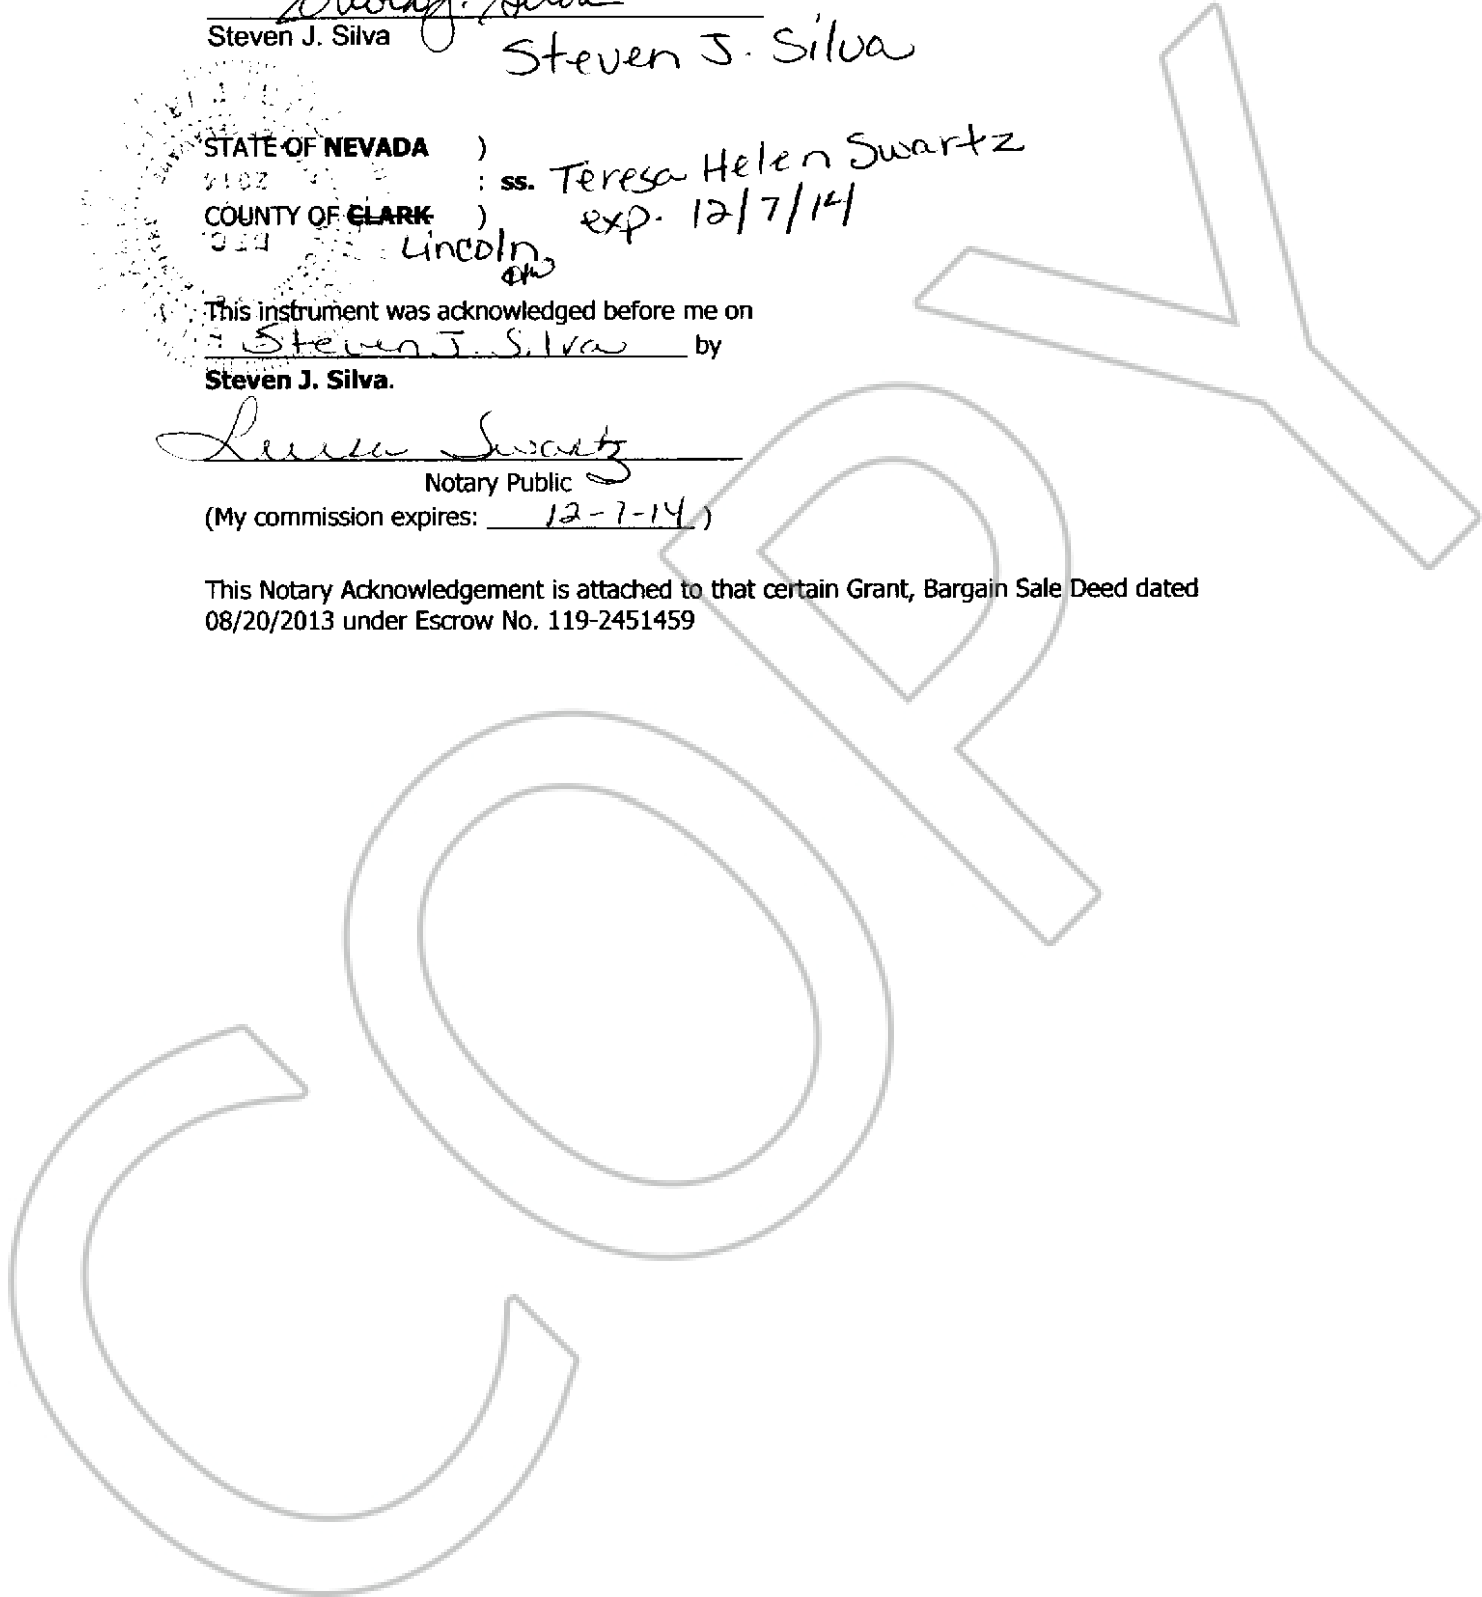 Steven J. Silva
Steven J. Silva
STATE OF NEVADA )
: ss. Teresa Helen Swartz
2014
COUNTY OF CLARK ) exp. 12/7/14
Lincoln
This instrument was acknowledged before me on
Steven J. Silva by
Steven J. Silva.
Teresa Swartz
Notary Public
(My commission expires: 12-7-14 )
This Notary Acknowledgement is attached to that certain Grant, Bargain Sale Deed dated
08/20/2013 under Escrow No. 119-2451459
COPY